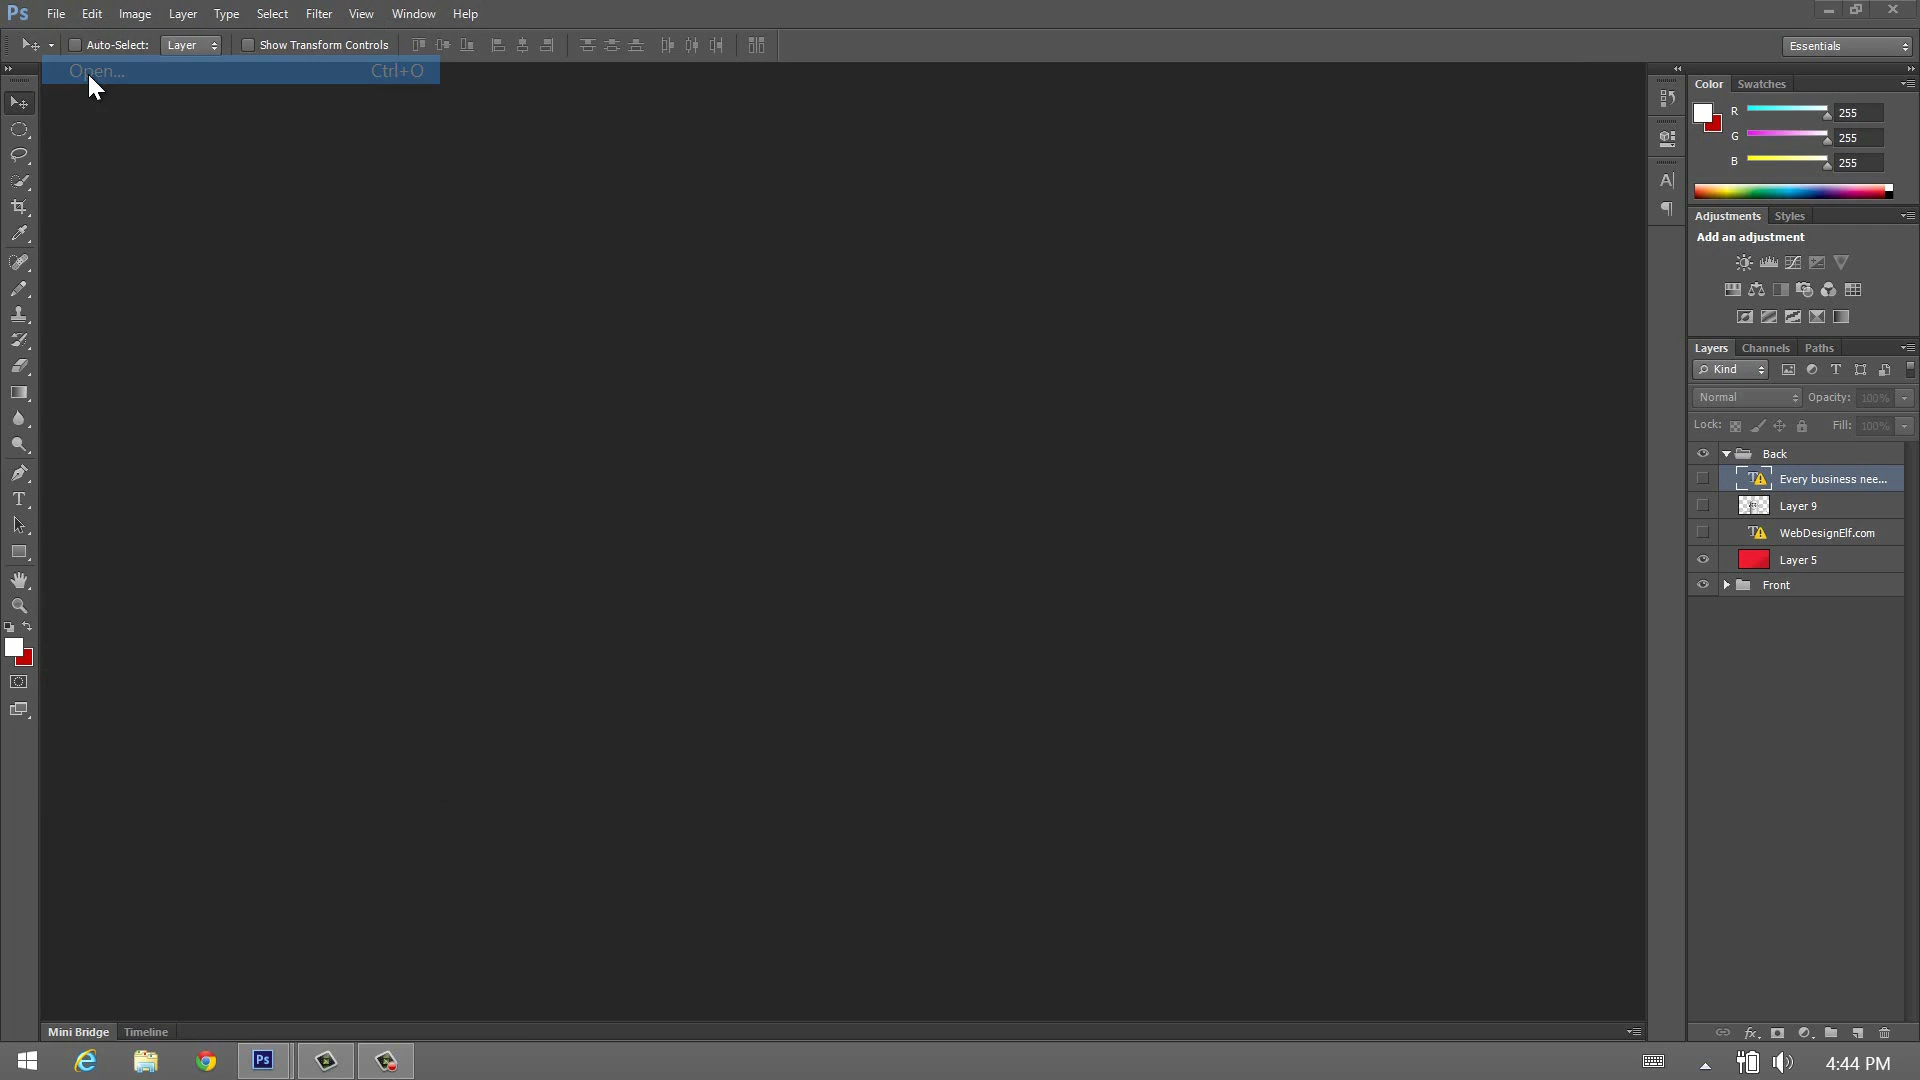 Ps File Edit Image Layer Type Select Filter View Window Help
Auto-Select: Layer Show Transform Controls Essentials
Open... Ctrl+O
Color Swatches
R 255
G 255
B 255
Adjustments Styles
Add an adjustment
Layers Channels Paths
Kind
Normal Opacity: 100%
Lock: Fill: 100%
Back
Every business nee...
Layer 9
WebDesignElf.com
Layer 5
Front
Mini Bridge Timeline
Ps 4:44 PM